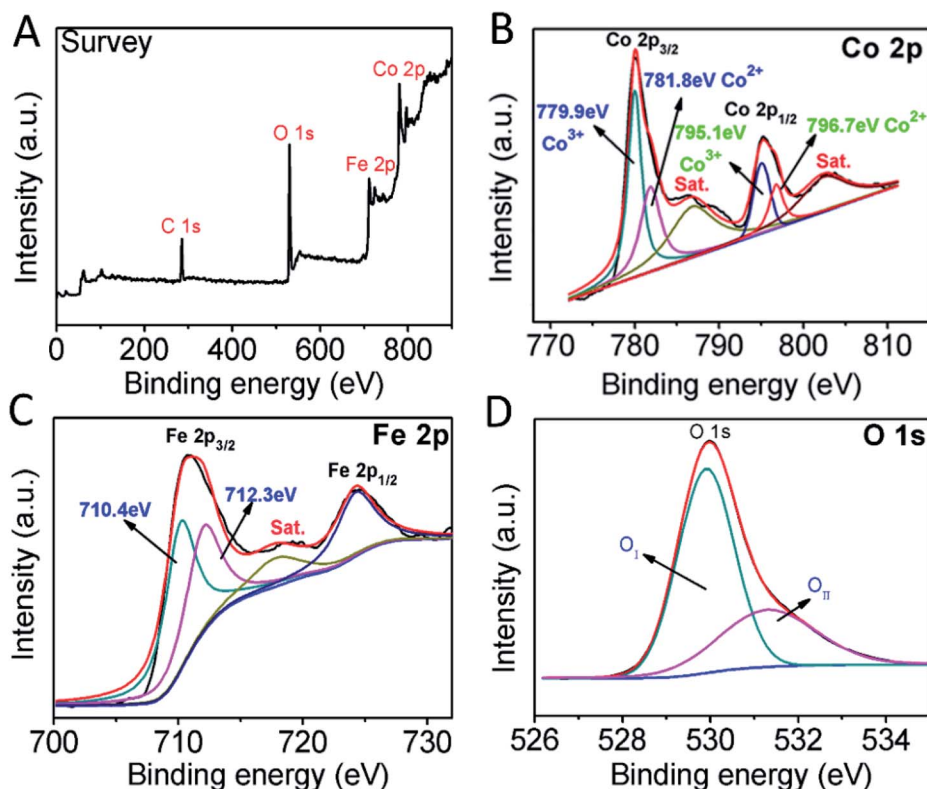 A
Survey
C 1s
O 1s
Fe 2p
Co 2p
Intensity (a.u.)
0 200 400 600 800
Binding energy (eV)
B
Co 2p
Co 2p3/2
779.9eV
Co3+
781.8eV Co2+
795.1eV
Co3+
Co 2p1/2
796.7eV Co2+
Sat.
Sat.
Intensity (a.u.)
770 780 790 800 810
Binding energy (eV)
C
Fe 2p
Fe 2p3/2
710.4eV
712.3eV
Sat.
Fe 2p1/2
Intensity (a.u.)
700 710 720 730
Binding energy (eV)
D
O 1s
O 1s
OI
OII
Intensity (a.u.)
526 528 530 532 534
Binding energy (eV)